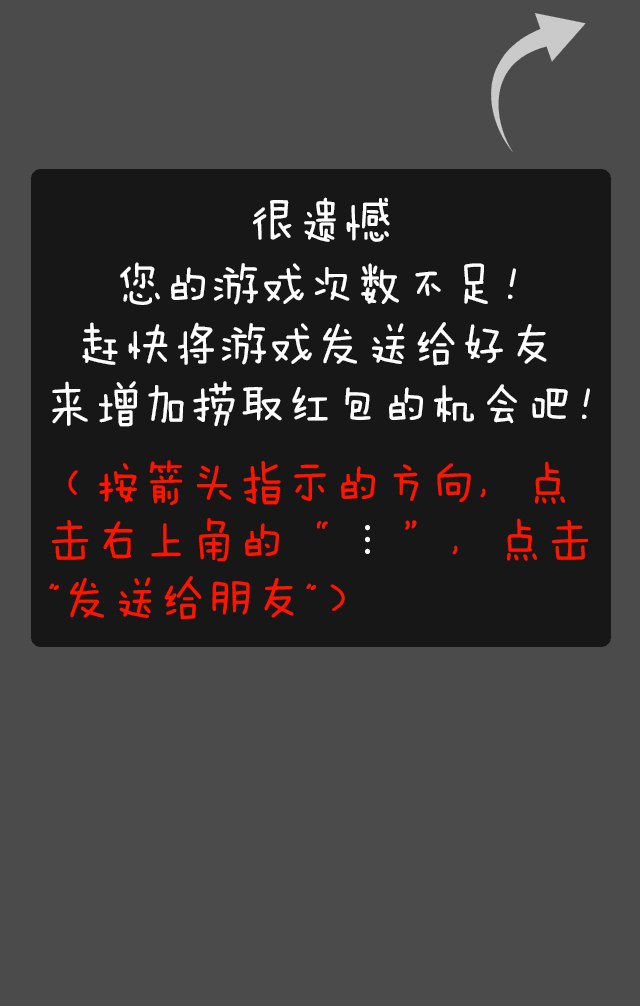 很遗憾
您的游戏次数不足！
赶快将游戏发送给好友
来增加捞取红包的机会吧！
（按箭头指示的方向，点
击右上角的“⋮”，点击
“发送给朋友”）